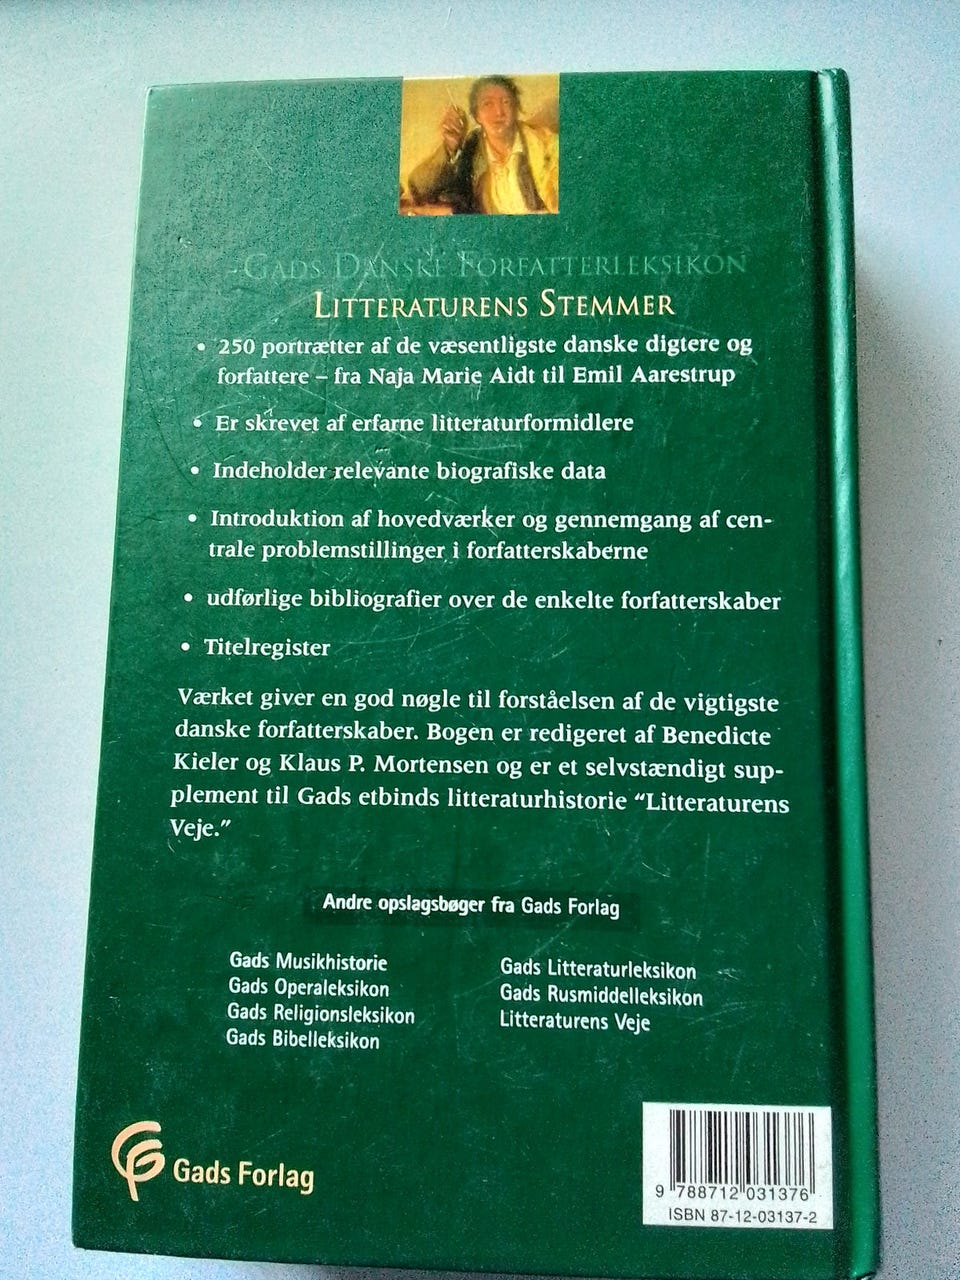 GADS DANSKE FORFATTERLEKSIKON
LITTERATURENS STEMMER
• 250 portrætter af de væsentligste danske digtere og
forfattere – fra Naja Marie Aidt til Emil Aarestrup
• Er skrevet af erfarne litteraturformidlere
• Indeholder relevante biografiske data
• Introduktion af hovedværker og gennemgang af cen-
trale problemstillinger i forfatterskaberne
• udførlige bibliografier over de enkelte forfatterskaber
• Titelregister
Værket giver en god nøgle til forståelsen af de vigtigste
danske forfatterskaber. Bogen er redigeret af Benedicte
Kieler og Klaus P. Mortensen og er et selvstændigt sup-
plement til Gads etbinds litteraturhistorie “Litteraturens
Veje.”
Andre opslagsbøger fra Gads Forlag
Gads Musikhistorie
Gads Operaleksikon
Gads Religionsleksikon
Gads Bibelleksikon
Gads Litteraturleksikon
Gads Rusmiddelleksikon
Litteraturens Veje
Gads Forlag
9 788712 031376
ISBN 87-12-03137-2